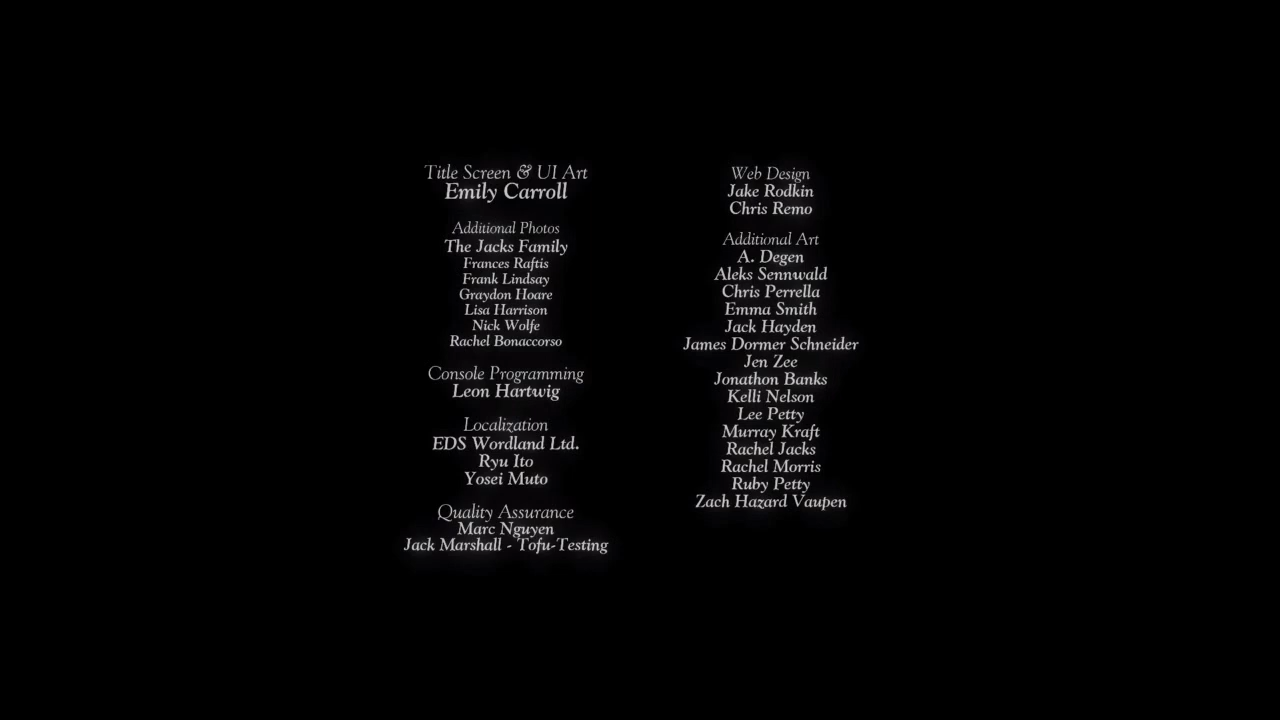 Title Screen & UI Art
Emily Carroll
Additional Photos
The Jacks Family
Frances Raftis
Frank Lindsay
Graydon Hoare
Lisa Harrison
Nick Wolfe
Rachel Bonaccorso
Console Programming
Leon Hartwig
Localization
EDS Wordland Ltd.
Ryu Ito
Yosei Muto
Quality Assurance
Marc Nguyen
Jack Marshall - Tofu-Testing
Web Design
Jake Rodkin
Chris Remo
Additional Art
A. Degen
Aleks Sennwald
Chris Perrella
Emma Smith
Jack Hayden
James Dormer Schneider
Jen Zee
Jonathon Banks
Kelli Nelson
Lee Petty
Murray Kraft
Rachel Jacks
Rachel Morris
Ruby Petty
Zach Hazard Vaupen